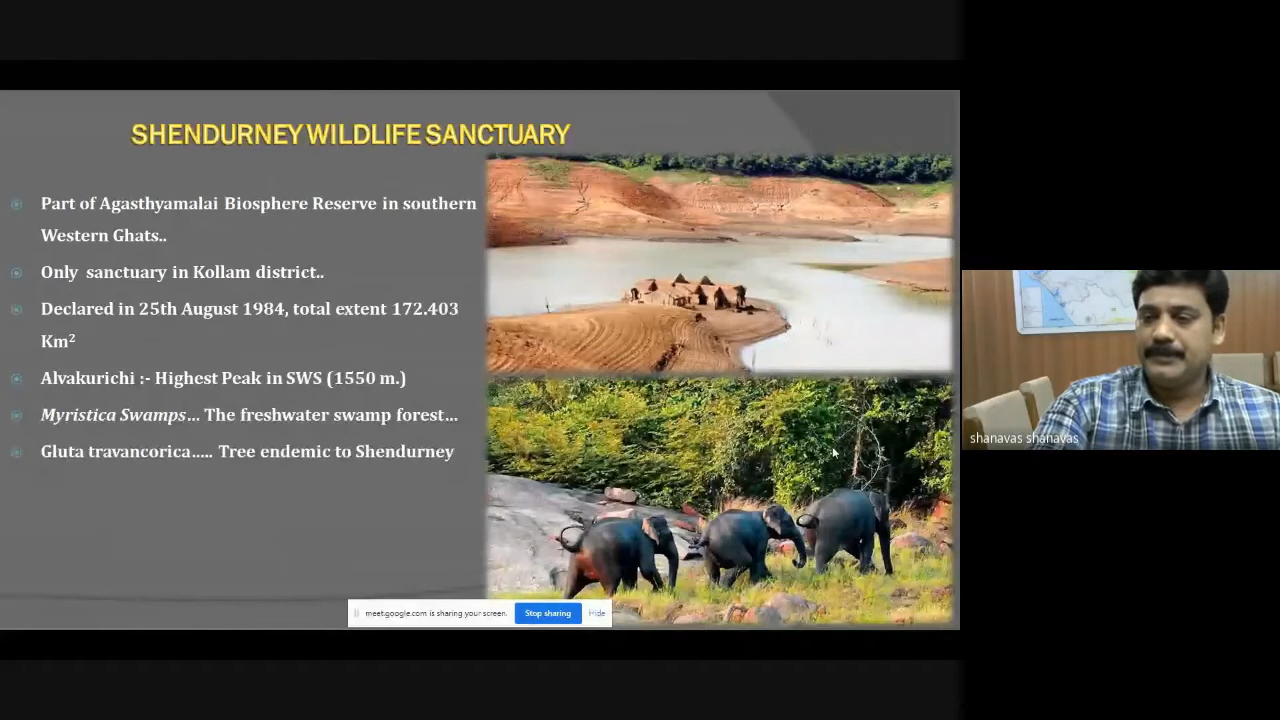 SHENDURNEY WILDLIFE SANCTUARY
Part of Agasthyamalai Biosphere Reserve in southern
Western Ghats..
Only sanctuary in Kollam district..
Declared in 25th August 1984, total extent 172.403
Km²
Alvakurichi :- Highest Peak in SWS (1550 m.)
Myristica Swamps... The freshwater swamp forest...
Gluta travancorica..... Tree endemic to Shendurney
meet.google.com is sharing your screen.
Stop sharing
Hide
shanavas shanavas